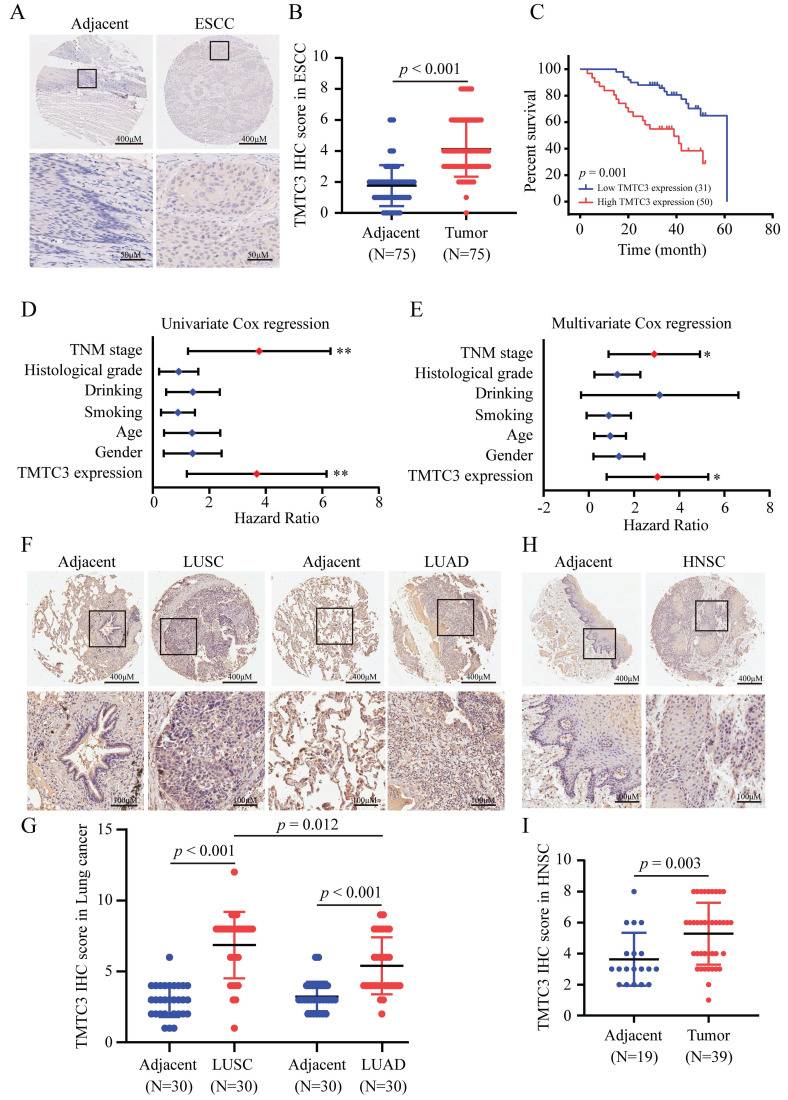 A
Adjacent
ESCC
400μM
400μM
50μM
50μM
B
TMTC3 IHC score in ESCC
10
8
6
4
2
0
p < 0.001
Adjacent
(N=75)
Tumor
(N=75)
C
Percent survival
100
80
60
40
20
0
p = 0.001
Low TMTC3 expression (31)
High TMTC3 expression (50)
0
20
40
60
80
Time (month)
D
Univariate Cox regression
TNM stage
**
Histological grade
Drinking
Smoking
Age
Gender
TMTC3 expression
**
0
2
4
6
8
Hazard Ratio
E
Multivariate Cox regression
TNM stage
*
Histological grade
Drinking
Smoking
Age
Gender
TMTC3 expression
*
-2
0
2
4
6
8
Hazard Ratio
F
Adjacent
LUSC
Adjacent
LUAD
400μM
400μM
400μM
400μM
100μM
100μM
100μM
100μM
H
Adjacent
HNSC
400μM
400μM
100μM
100μM
G
TMTC3 IHC score in Lung cancer
15
10
5
0
p = 0.012
p < 0.001
p < 0.001
Adjacent
(N=30)
LUSC
(N=30)
Adjacent
(N=30)
LUAD
(N=30)
I
TMTC3 IHC score in HNSC
10
8
6
4
2
0
p = 0.003
Adjacent
(N=19)
Tumor
(N=39)